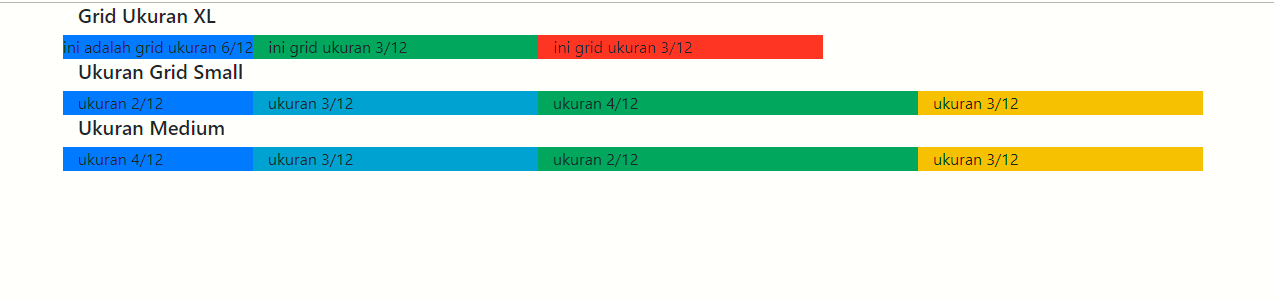 Grid Ukuran XL
ini adalah grid ukuran 6/12 ini grid ukuran 3/12 ini grid ukuran 3/12
Ukuran Grid Small
ukuran 2/12 ukuran 3/12 ukuran 4/12 ukuran 3/12
Ukuran Medium
ukuran 4/12 ukuran 3/12 ukuran 2/12 ukuran 3/12